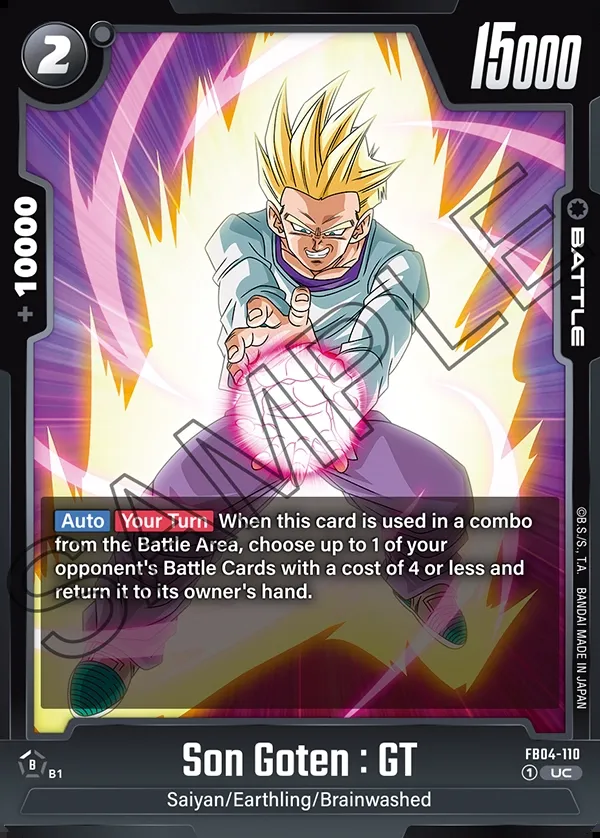 2
15000
+ 10000
BATTLE
SAMPLE
Auto Your Turn When this card is used in a combo
from the Battle Area, choose up to 1 of your
opponent's Battle Cards with a cost of 4 or less and
return it to its owner's hand.
©B.S./S., T.A. BANDAI MADE IN JAPAN
B B1
Son Goten : GT
FB04-110
1 UC
Saiyan/Earthling/Brainwashed